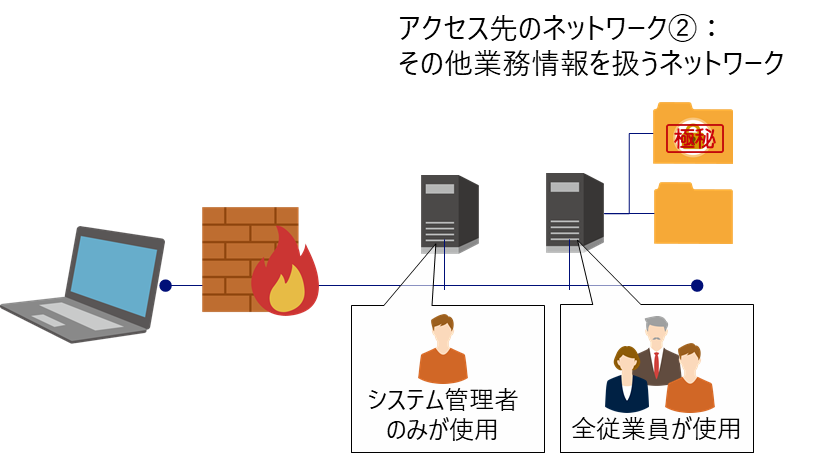 アクセス先のネットワーク②：
その他業務情報を扱うネットワーク
極秘
システム管理者
のみが使用
全従業員が使用